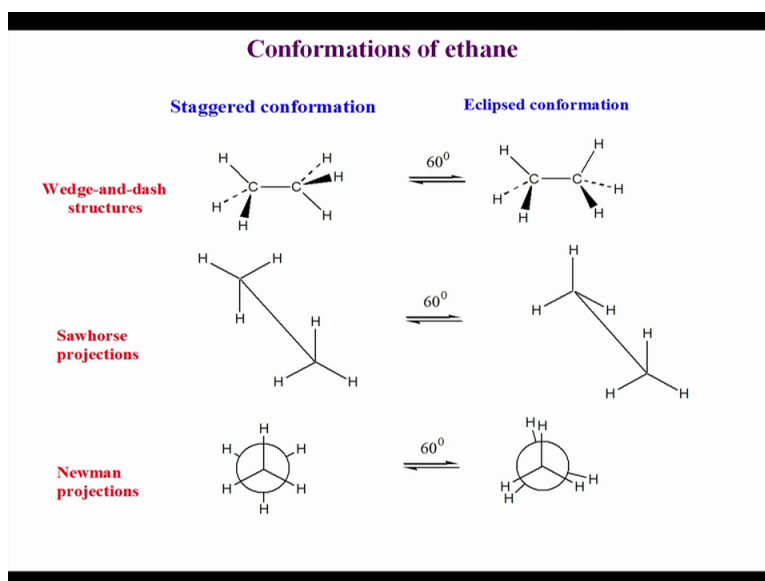 Conformations of ethane
Staggered conformation
Eclipsed conformation
Wedge-and-dash
structures
H H H C C H H H
60⁰
H H C C H H H H
Sawhorse
projections
H H H H H H
60⁰
H H H H H H
Newman
projections
H H H H H H
60⁰
H H H H H H